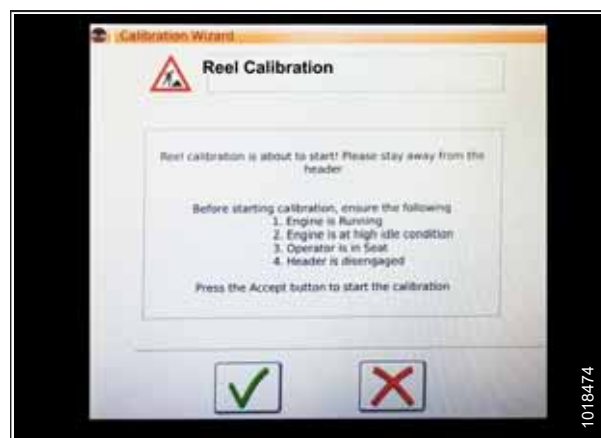 Calibration Wizard
Reel Calibration
Reel calibration is about to start! Please stay away from the
header
Before starting calibration, ensure the following
1. Engine is Running
2. Engine is at high idle condition
3. Operator is in Seat
4. Header is disengaged
Press the Accept button to start the calibration
1018474